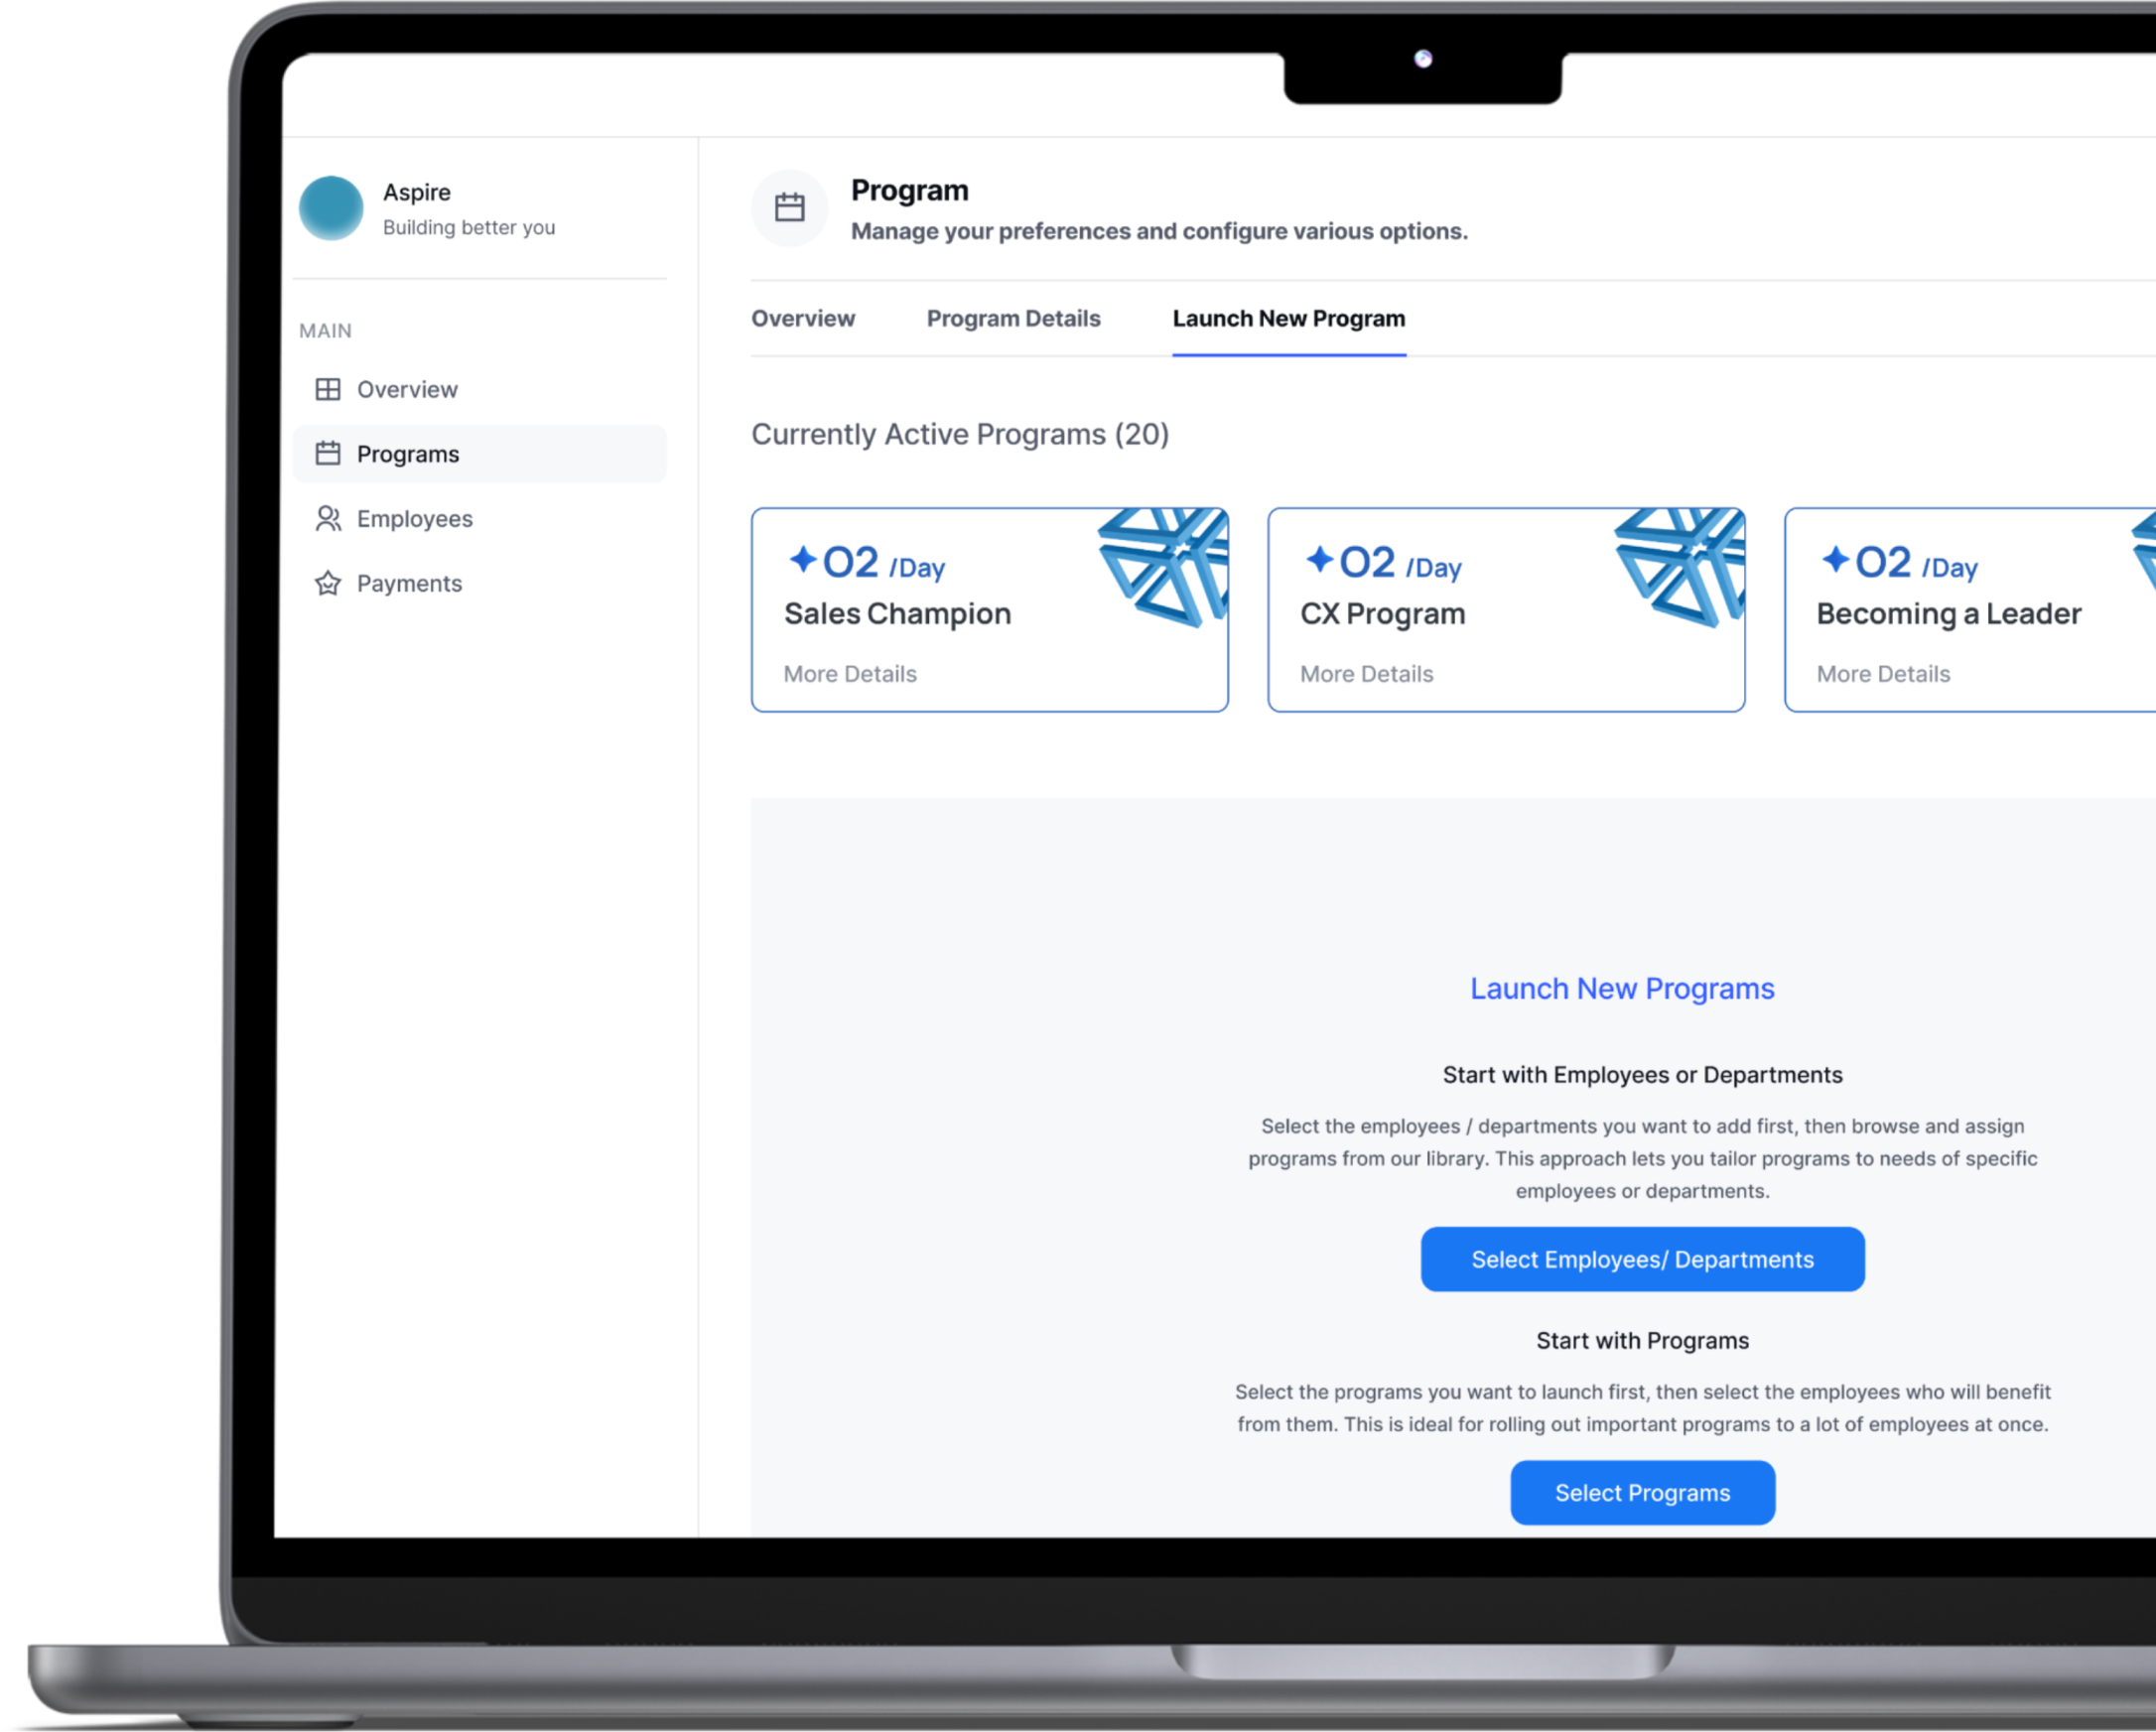 Aspire
Building better you
MAIN
Overview
Programs
Employees
Payments
Program
Manage your preferences and configure various options.
Overview
Program Details
Launch New Program
Currently Active Programs (20)
02 /Day
Sales Champion
More Details
02 /Day
CX Program
More Details
02 /Day
Becoming a Leader
More Details
Launch New Programs
Start with Employees or Departments
Select the employees / departments you want to add first, then browse and assign
programs from our library. This approach lets you tailor programs to needs of specific
employees or departments.
Select Employees/ Departments
Start with Programs
Select the programs you want to launch first, then select the employees who will benefit
from them. This is ideal for rolling out important programs to a lot of employees at once.
Select Programs